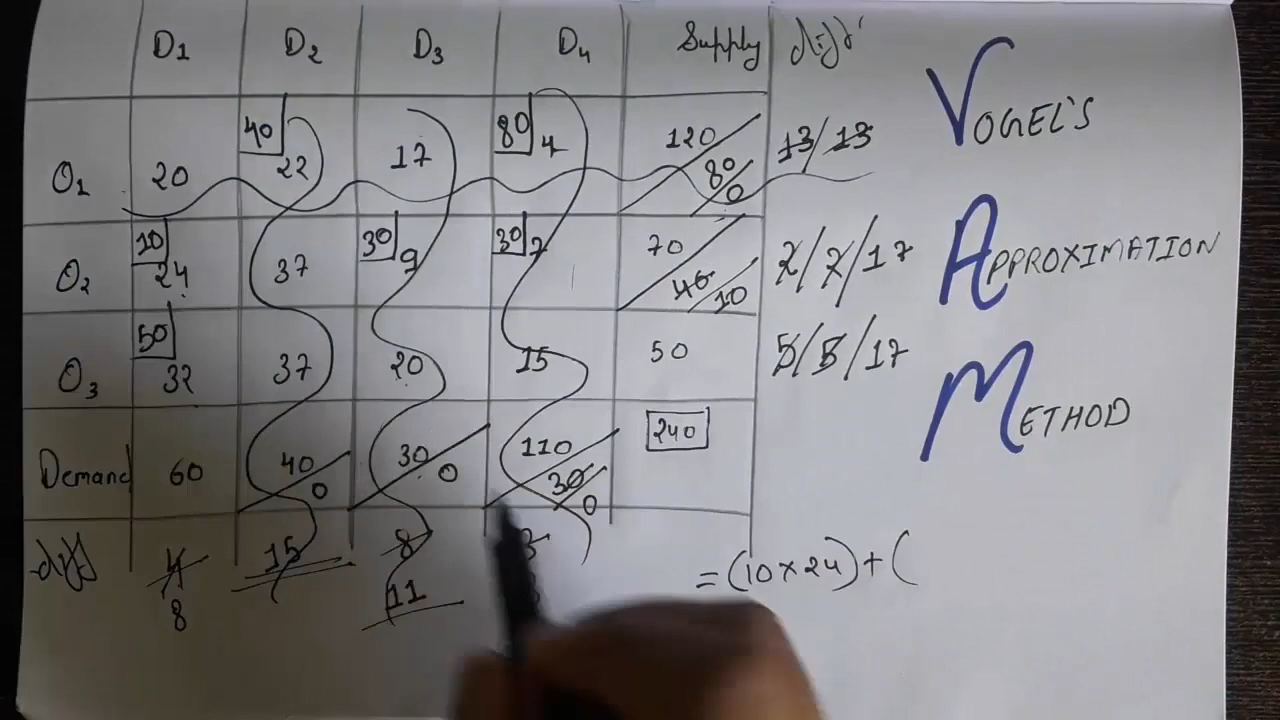 D1 D2 D3 D4 Supply diff
VOGEL'S
40 80
O1 20 22 17 4 120 13/13
80
0
10 30 30
O2 24 37 9 7 70 7/7/17
40 10
APPROXIMATION
50
O3 32 37 20 15 50 5/5/17
METHOD
Demand 60 40 30 110 240
0 0 30
0
diff 4 15 8
8 11
= (10×24)+(